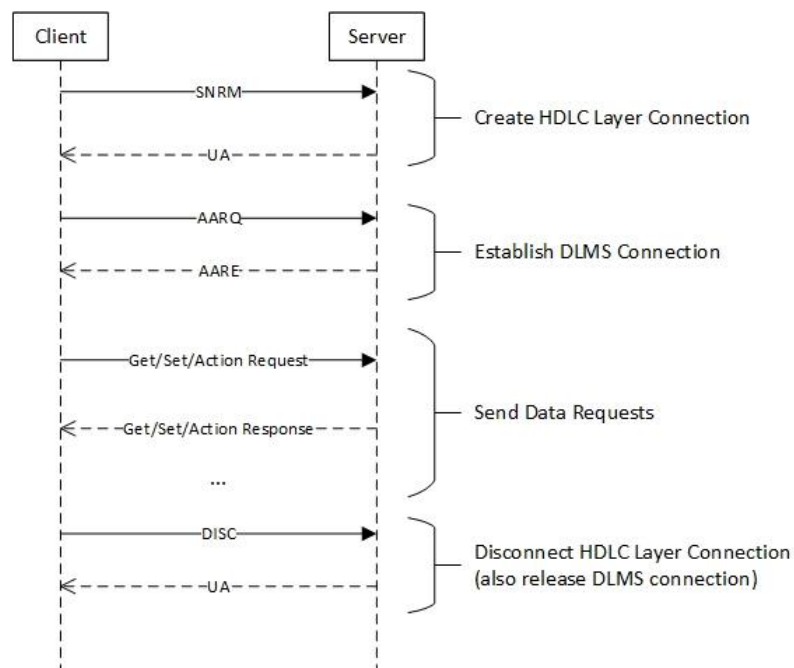 Client
Server
SNRM
Create HDLC Layer Connection
UA
AARQ
Establish DLMS Connection
AARE
Get/Set/Action Request
Send Data Requests
Get/Set/Action Response
...
DISC
Disconnect HDLC Layer Connection
(also release DLMS connection)
UA